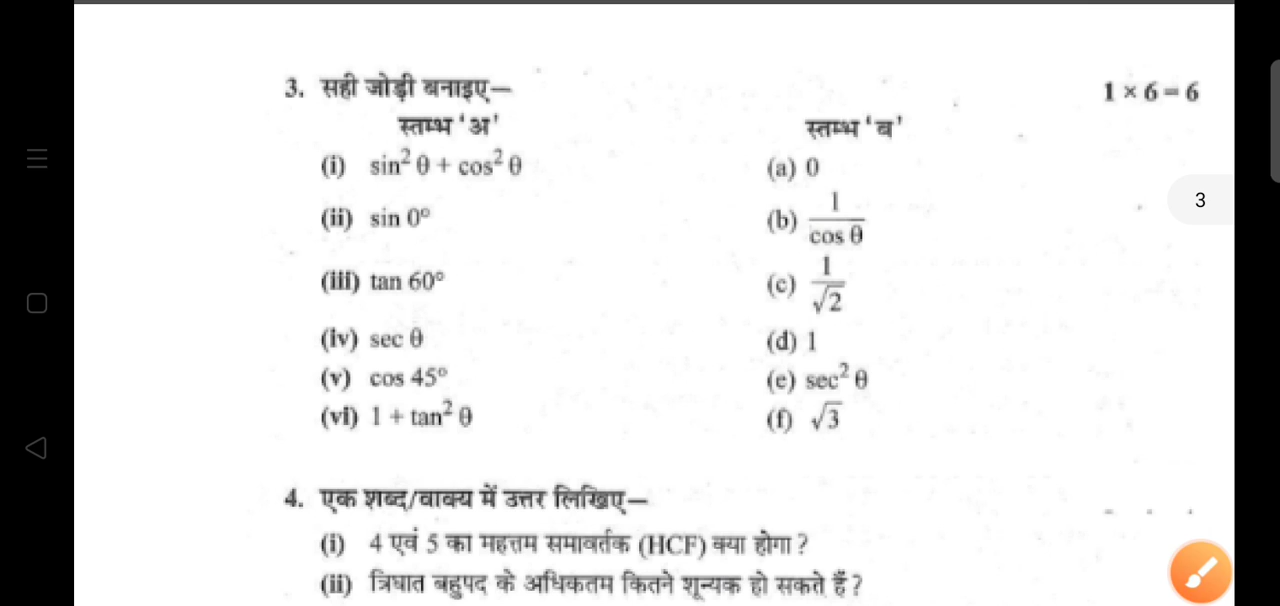 3. सही जोड़ी बनाइए— 1 × 6 = 6
स्तम्भ 'अ' स्तम्भ 'ब'
(i) sin² θ + cos² θ (a) 0
(ii) sin 0° (b) 1/cos θ
(iii) tan 60° (c) 1/√2
(iv) sec θ (d) 1
(v) cos 45° (e) sec² θ
(vi) 1 + tan² θ (f) √3
3
4. एक शब्द/वाक्य में उत्तर लिखिए—
(i) 4 एवं 5 का महत्तम समावर्तक (HCF) क्या होगा ?
(ii) त्रिघात बहुपद के अधिकतम कितने शून्यक हो सकते हैं ?